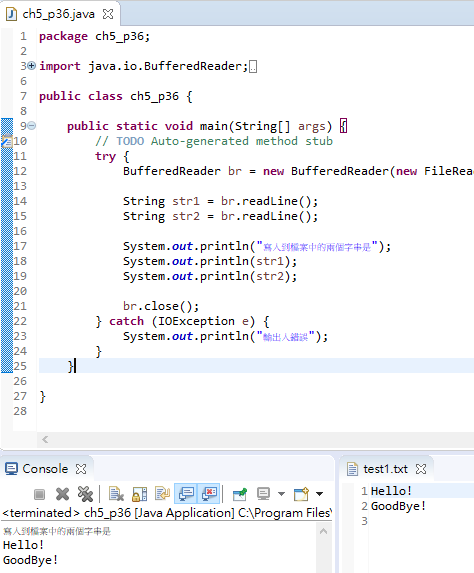 ch5_p36.java
1 package ch5_p36;
2
3 import java.io.BufferedReader;
6
7 public class ch5_p36 {
8
9 public static void main(String[] args) {
10 // TODO Auto-generated method stub
11 try {
12 BufferedReader br = new BufferedReader(new FileRea
13
14 String str1 = br.readLine();
15 String str2 = br.readLine();
16
17 System.out.println("寫入到檔案中的兩個字串是");
18 System.out.println(str1);
19 System.out.println(str2);
20
21 br.close();
22 } catch (IOException e) {
23 System.out.println("輸出入錯誤");
24 }
25 }
26
27 }
28
Console
<terminated> ch5_p36 [Java Application] C:\Program Files\
寫入到檔案中的兩個字串是
Hello!
GoodBye!
test1.txt
1 Hello!
2 GoodBye!
3